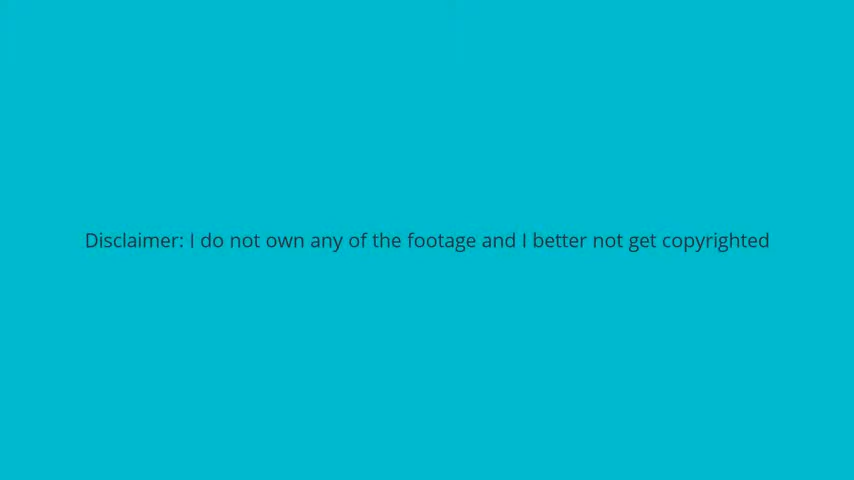 Disclaimer: I do not own any of the footage and I better not get copyrighted